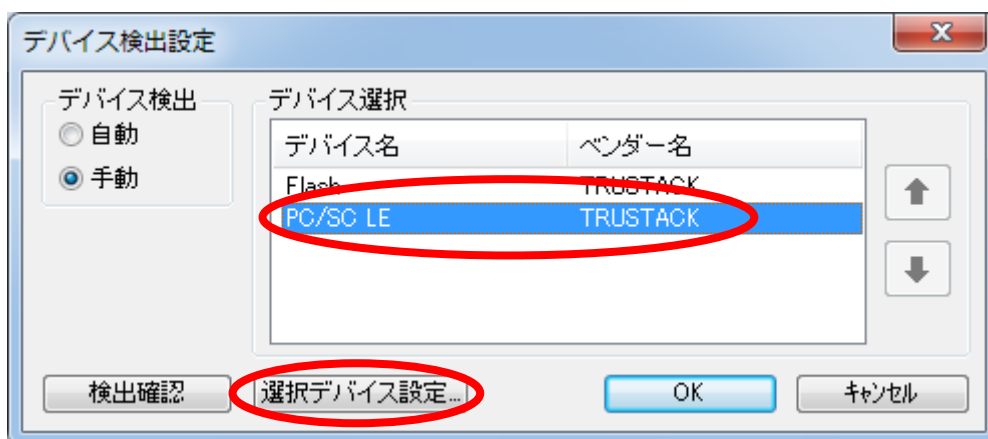 デバイス検出設定
デバイス検出
自動
手動
デバイス選択
デバイス名 ベンダー名
Flash TRUSTACK
PC/SC LE TRUSTACK
検出確認 選択デバイス設定... OK キャンセル